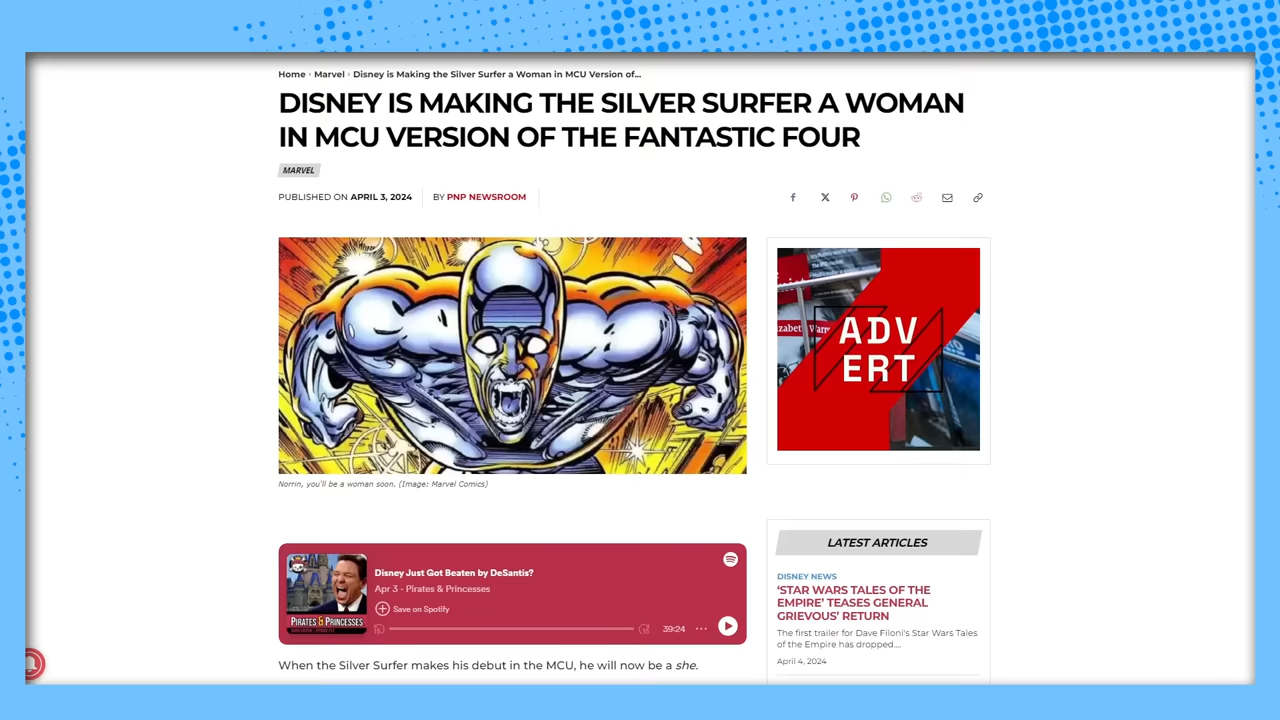 Home › Marvel › Disney is Making the Silver Surfer a Woman in MCU Version of...
DISNEY IS MAKING THE SILVER SURFER A WOMAN
IN MCU VERSION OF THE FANTASTIC FOUR
MARVEL
PUBLISHED ON APRIL 3, 2024
BY PNP NEWSROOM
ADV
ERT
Norrin, you'll be a woman soon. (Image: Marvel Comics)
Disney Just Got Beaten by DeSantis?
Apr 3 · Pirates & Princesses
Save on Spotify
PIRATES & PRINCESSES
39:24
When the Silver Surfer makes his debut in the MCU, he will now be a she.
LATEST ARTICLES
DISNEY NEWS
‘STAR WARS TALES OF THE
EMPIRE’ TEASES GENERAL
GRIEVOUS’ RETURN
The first trailer for Dave Filoni's Star Wars Tales
of the Empire has dropped....
April 4, 2024